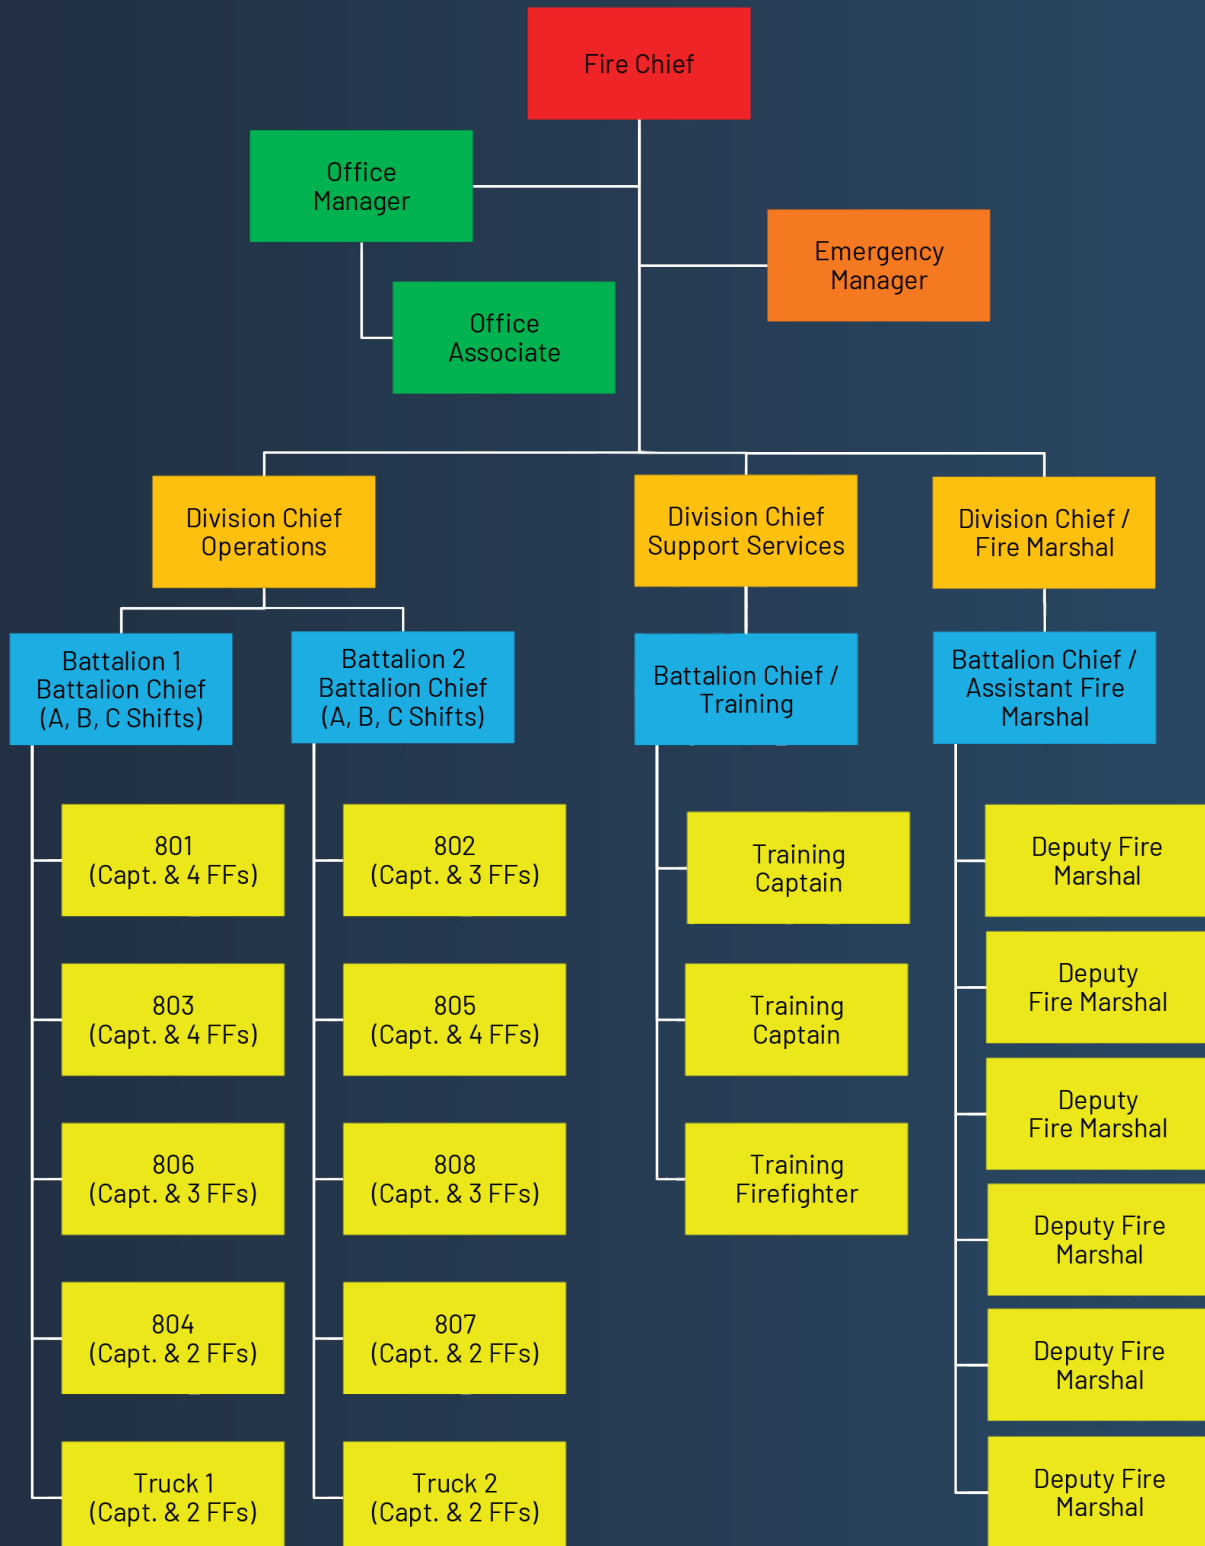 Fire Chief
Office
Manager
Emergency
Manager
Office
Associate
Division Chief
Operations
Division Chief
Support Services
Division Chief /
Fire Marshal
Battalion 1
Battalion Chief
(A, B, C Shifts)
Battalion 2
Battalion Chief
(A, B, C Shifts)
Battalion Chief /
Training
Battalion Chief /
Assistant Fire
Marshal
801
(Capt. & 4 FFs)
802
(Capt. & 3 FFs)
Training
Captain
Deputy Fire
Marshal
803
(Capt. & 4 FFs)
805
(Capt. & 4 FFs)
Training
Captain
Deputy
Fire Marshal
806
(Capt. & 3 FFs)
808
(Capt. & 3 FFs)
Training
Firefighter
Deputy
Fire Marshal
804
(Capt. & 2 FFs)
807
(Capt. & 2 FFs)
Deputy Fire
Marshal
Deputy Fire
Marshal
Truck 1
(Capt. & 2 FFs)
Truck 2
(Capt. & 2 FFs)
Deputy Fire
Marshal